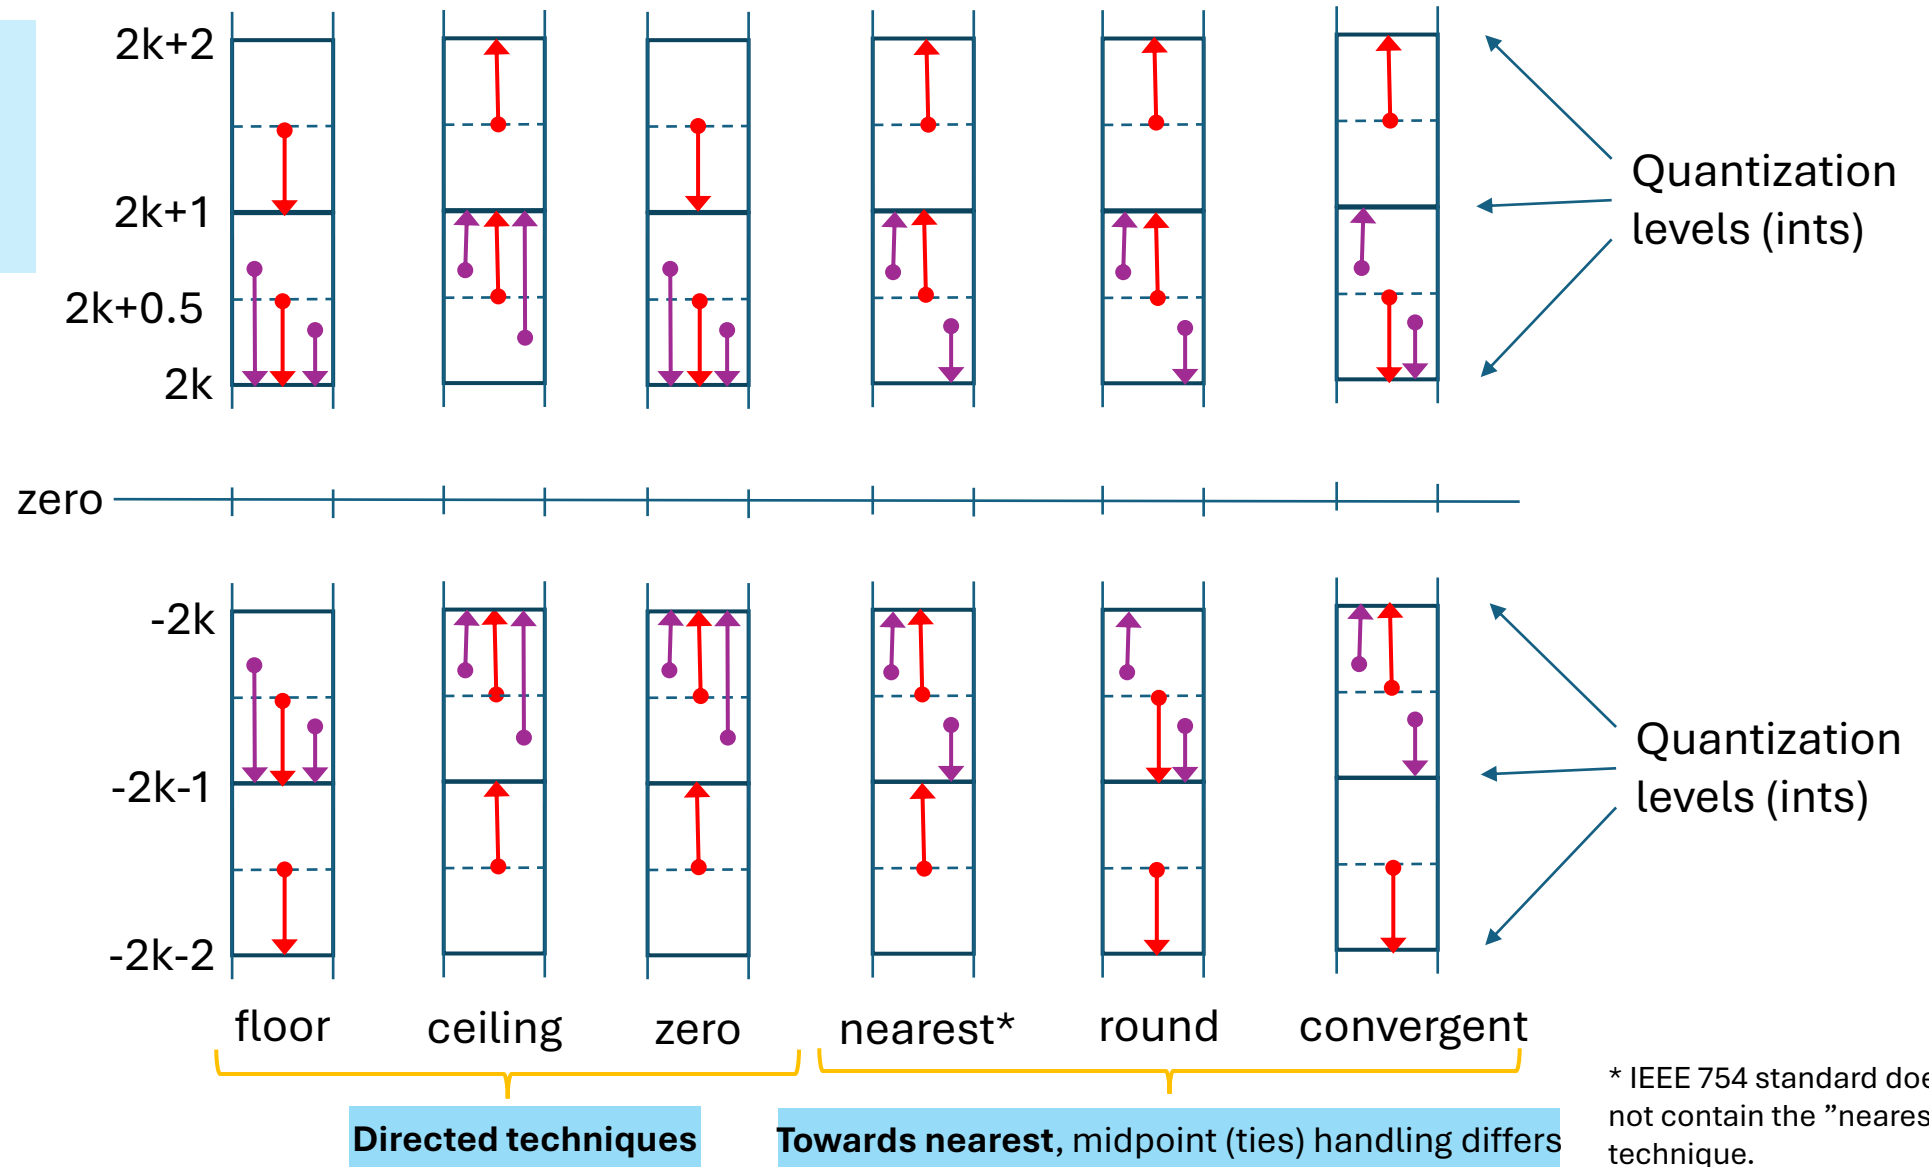 2k+2
2k+1
2k+0.5
2k
Quantization
levels (ints)
zero
-2k
-2k-1
-2k-2
Quantization
levels (ints)
floor
ceiling
zero
nearest*
round
convergent
Directed techniques
Towards nearest, midpoint (ties) handling differs
* IEEE 754 standard doe
not contain the ”neares
technique.